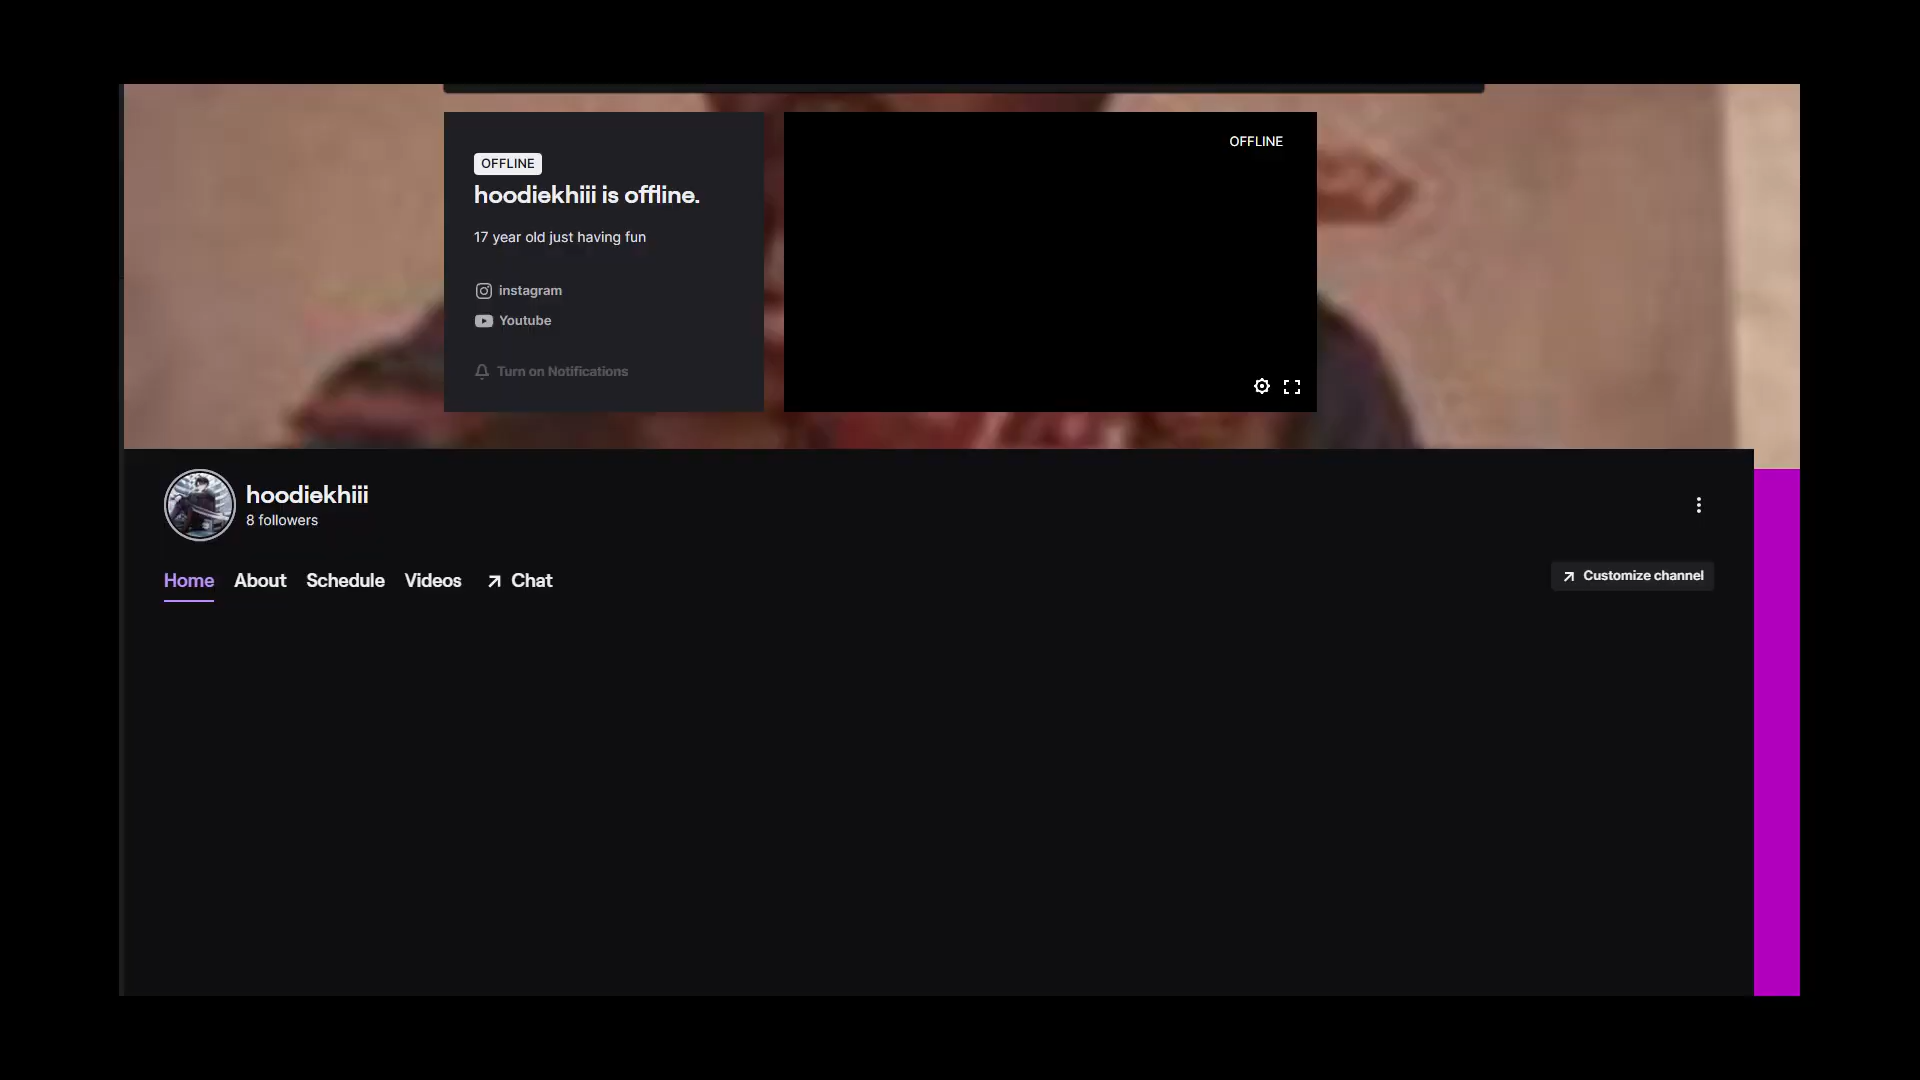 OFFLINE
hoodiekhiii is offline.
17 year old just having fun
instagram
Youtube
Turn on Notifications
OFFLINE
hoodiekhiii
8 followers
Home About Schedule Videos Chat
Customize channel